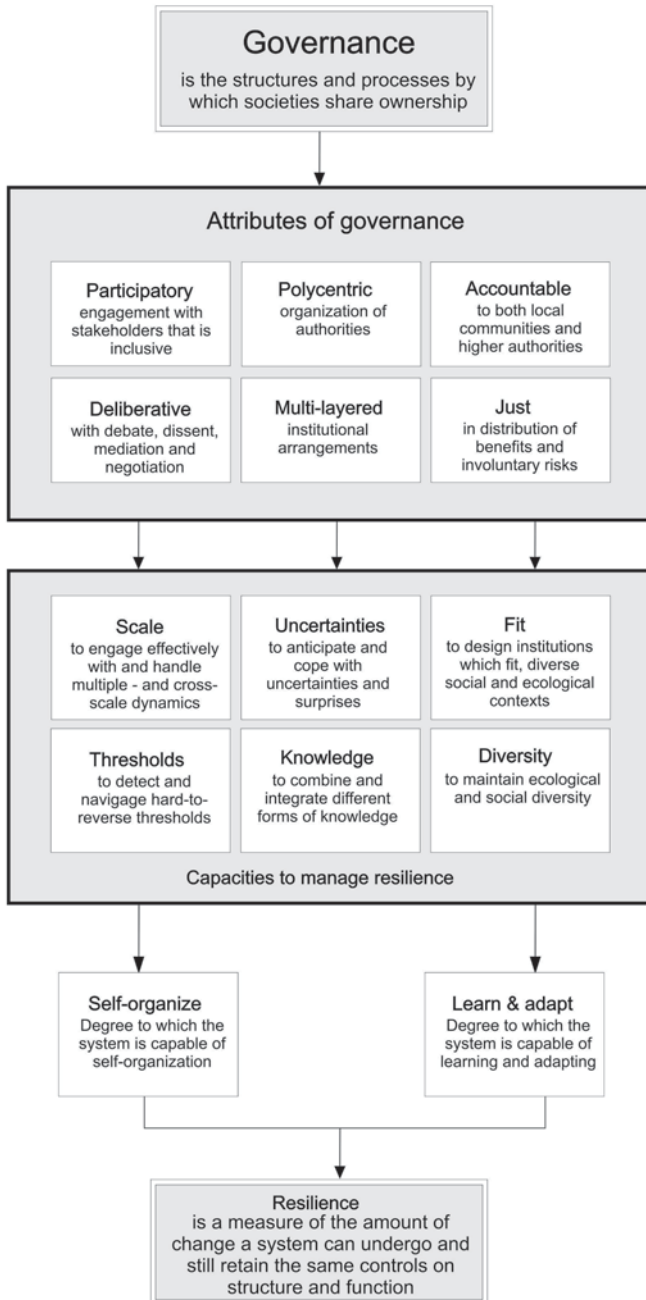 Governance
is the structures and processes by
which societies share ownership
Attributes of governance
Participatory
engagement with
stakeholders that is
inclusive
Polycentric
organization of
authorities
Accountable
to both local
communities and
higher authorities
Deliberative
with debate, dissent,
mediation and
negotiation
Multi-layered
institutional
arrangements
Just
in distribution of
benefits and
involuntary risks
Scale
to engage effectively
with and handle
multiple - and cross-
scale dynamics
Uncertainties
to anticipate and
cope with
uncertainties and
surprises
Fit
to design institutions
which fit, diverse
social and ecological
contexts
Thresholds
to detect and
navigage hard-to-
reverse thresholds
Knowledge
to combine and
integrate different
forms of knowledge
Diversity
to maintain ecological
and social diversity
Capacities to manage resilience
Self-organize
Degree to which the
system is capable of
self-organization
Learn & adapt
Degree to which the
system is capable of
learning and adapting
Resilience
is a measure of the amount of
change a system can undergo and
still retain the same controls on
structure and function